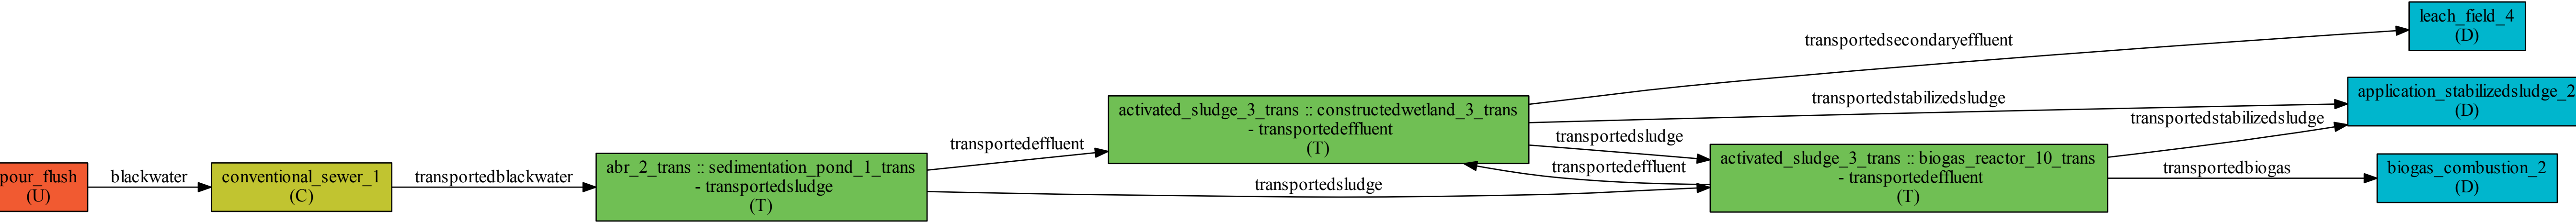 pour_flush
(U)
blackwater
conventional_sewer_1
(C)
transportedblackwater
abr_2_trans :: sedimentation_pond_1_trans
- transportedsludge
(T)
transportedeffluent
transportedsludge
activated_sludge_3_trans :: constructedwetland_3_trans
- transportedeffluent
(T)
transportedsecondaryeffluent
transportedstabilizedsludge
transportedsludge
transportedeffluent
activated_sludge_3_trans :: biogas_reactor_10_trans
- transportedeffluent
(T)
transportedstabilizedsludge
transportedbiogas
leach_field_4
(D)
application_stabilizedsludge_2
(D)
biogas_combustion_2
(D)